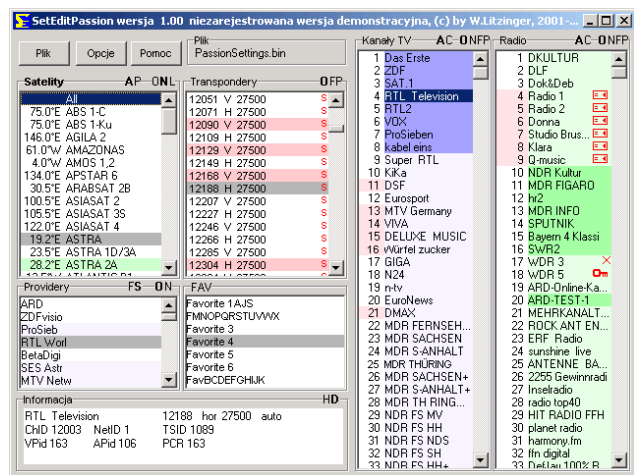 SetEditPassion wersja 1.00 niezarejestrowana wersja demonstracyjna, (c) by W.Litzinger, 2001-...
Plik
Opcje
Pomoc
Plik
PassionSettings.bin
Satelity AP ONL
All
75.0°E ABS 1-C
75.0°E ABS 1-Ku
146.0°E AGILA 2
61.0°W AMAZONAS
4.0°W AMOS 1,2
134.0°E APSTAR 6
30.5°E ARABSAT 2B
100.5°E ASIASAT 2
105.5°E ASIASAT 3S
122.0°E ASIASAT 4
19.2°E ASTRA
23.5°E ASTRA 1D/3A
28.2°E ASTRA 2A
Transpondery OFP
12051 V 27500 S
12071 H 27500 S
12090 V 27500 S
12109 H 27500 S
12129 V 27500 S
12149 H 27500 S
12168 V 27500 S
12188 H 27500 S
12207 V 27500 S
12227 H 27500 S
12246 V 27500 S
12266 H 27500 S
12285 V 27500 S
12304 H 27500 S
Providery FS ON
ARD
ZDFvisio
ProSieb
RTL Worl
BetaDigi
SES Astr
MTV Netw
FAV
Favorite 1AJS
FMNOPQRSTUVWX
Favorite 3
Favorite 4
Favorite 5
Favorite 6
FavBCDEFGHIJK
Informacja HD
RTL Television 12188 hor 27500 auto
ChID 12003 NetID 1 TSID 1089
VPid 163 APid 106 PCR 163
Kanały TV AC ONFP
1 Das Erste
2 ZDF
3 SAT.1
4 RTL Television
5 RTL2
6 VOX
7 ProSieben
8 kabel eins
9 Super RTL
10 KiKa
11 DSF
12 Eurosport
13 MTV Germany
14 VIVA
15 DELUXE MUSIC
16 Würfel zucker
17 GIGA
18 N24
19 n-tv
20 EuroNews
21 DMAX
22 MDR FERNSEH...
23 MDR SACHSEN
24 MDR S-ANHALT
25 MDR THÜRING
26 MDR SACHSEN+
27 MDR S-ANHALT+
28 MDR TH RING...
29 NDR FS MV
30 NDR FS HH
31 NDR FS NDS
32 NDR FS SH
33 NDR FS HH+
Radio AC ONFP
1 DKULTUR
2 DLF
3 Dok&Deb
4 Radio 1
5 Radio 2
6 Donna
7 Studio Brus...
8 Klara
9 Q-music
10 NDR Kultur
11 MDR FIGARO
12 hr2
13 MDR INFO
14 SPUTNIK
15 Bayern 4 Klassi
16 SWR2
17 WDR 3
18 WDR 5
19 ARD-Online-Ka...
20 ARD-TEST-1
21 MEHRKANALT...
22 ROCK ANT EN...
23 ERF Radio
24 sunshine live
25 ANTENNE BA...
26 2255 Gewinnradi
27 Inselradio
28 radio top40
29 HIT RADIO FFH
30 planet radio
31 harmony.fm
32 ffn digital
33 Defjay 100% R